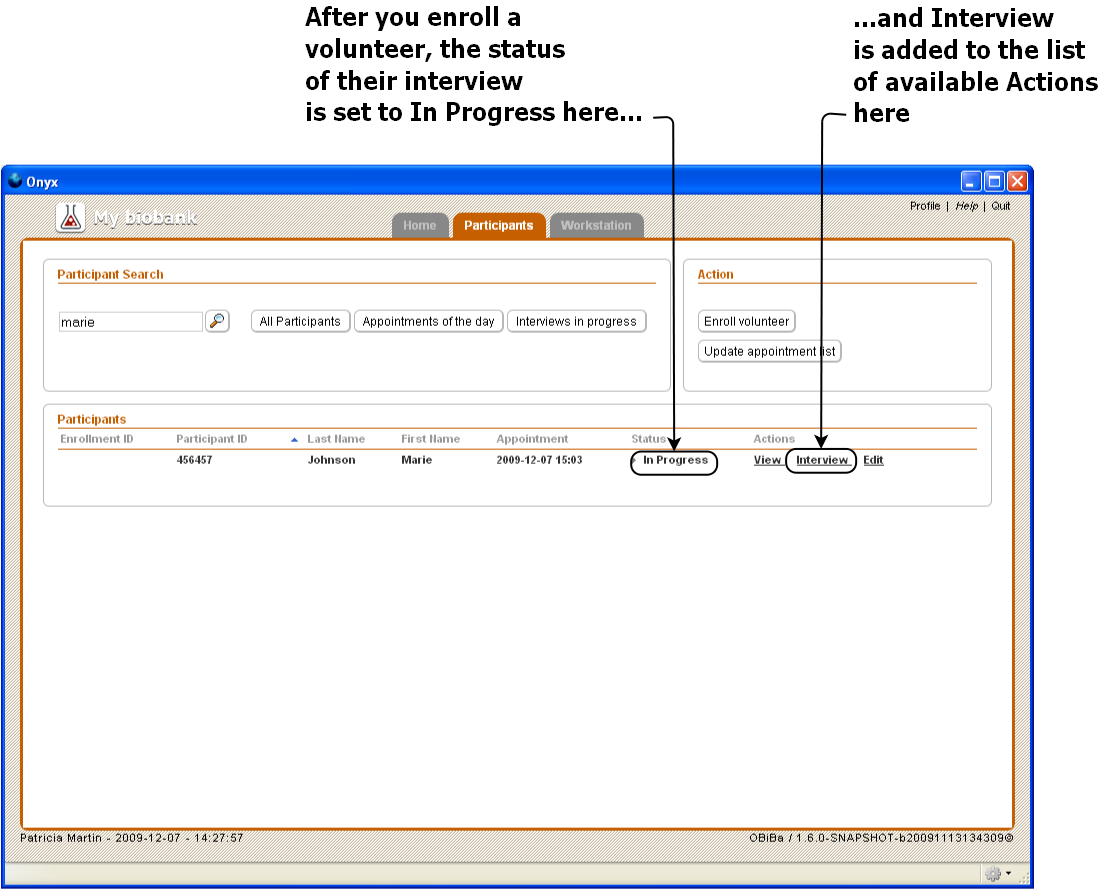 After you enroll a
volunteer, the status
of their interview
is set to In Progress here...
...and Interview
is added to the list
of available Actions
here
Onyx
My biobank
Profile | Help | Quit
Home Participants Workstation
Participant Search
marie All Participants Appointments of the day Interviews in progress
Action
Enroll volunteer
Update appointment list
Participants
Enrollment ID Participant ID Last Name First Name Appointment Status Actions
456457 Johnson Marie 2009-12-07 15:03 In Progress View Interview Edit
Patricia Martin - 2009-12-07 - 14:27:57 OBiBa / 1.6.0-SNAPSHOT-b20091113134309©